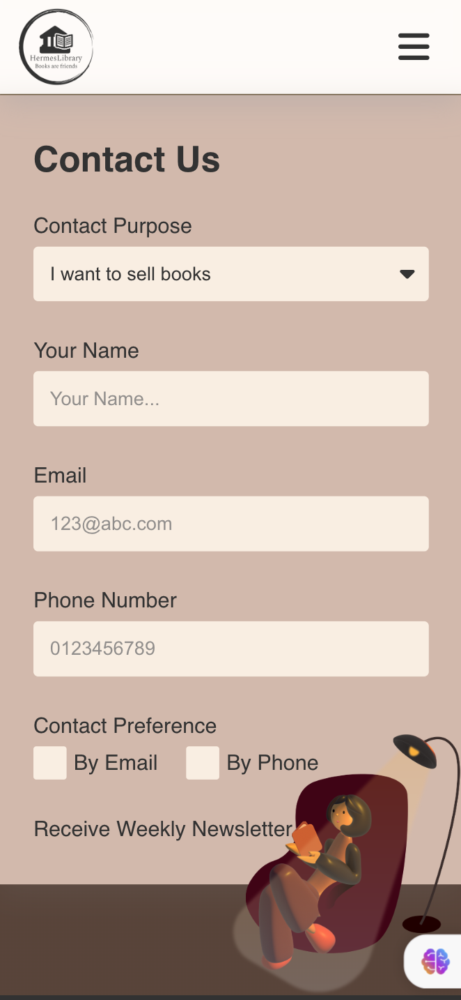 HermesLibrary
Books are friends
Contact Us
Contact Purpose
I want to sell books
Your Name
Your Name...
Email
123@abc.com
Phone Number
0123456789
Contact Preference
By Email By Phone
Receive Weekly Newsletter